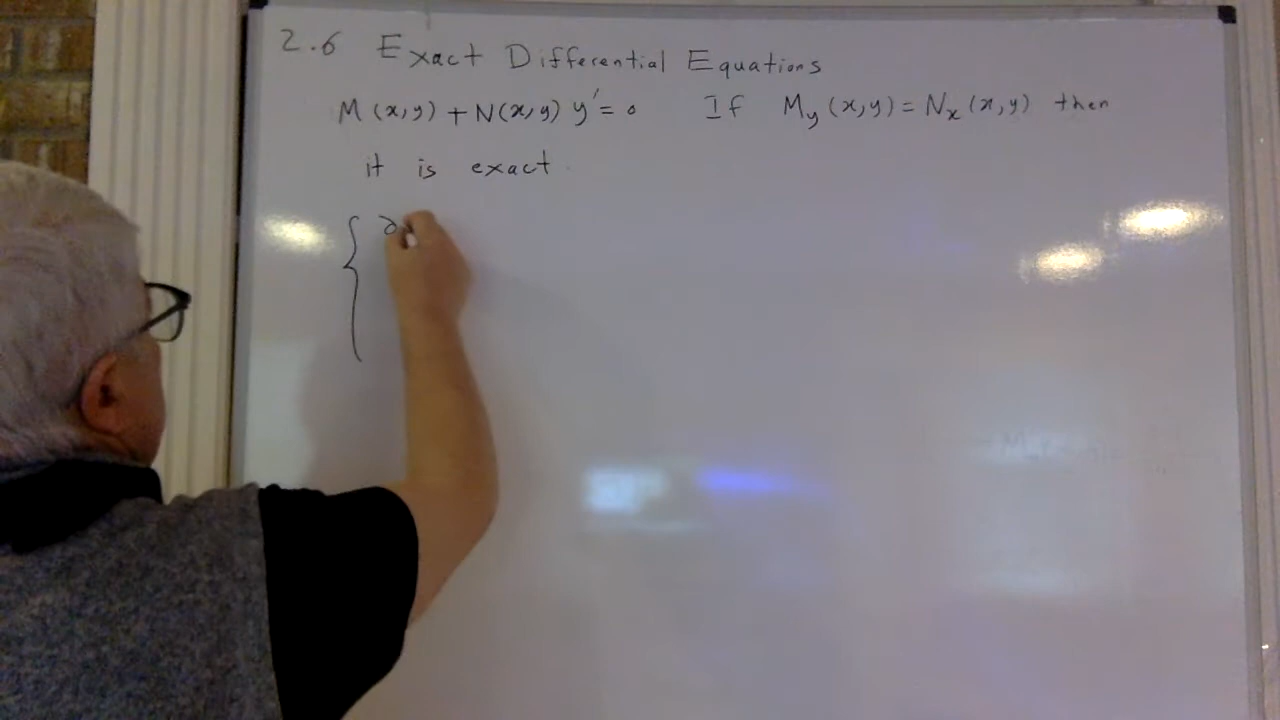 2.6 Exact Differential Equations
M(x,y) + N(x,y) y' = 0 If M_y(x,y) = N_x(x,y) then
it is exact.
{ ∂